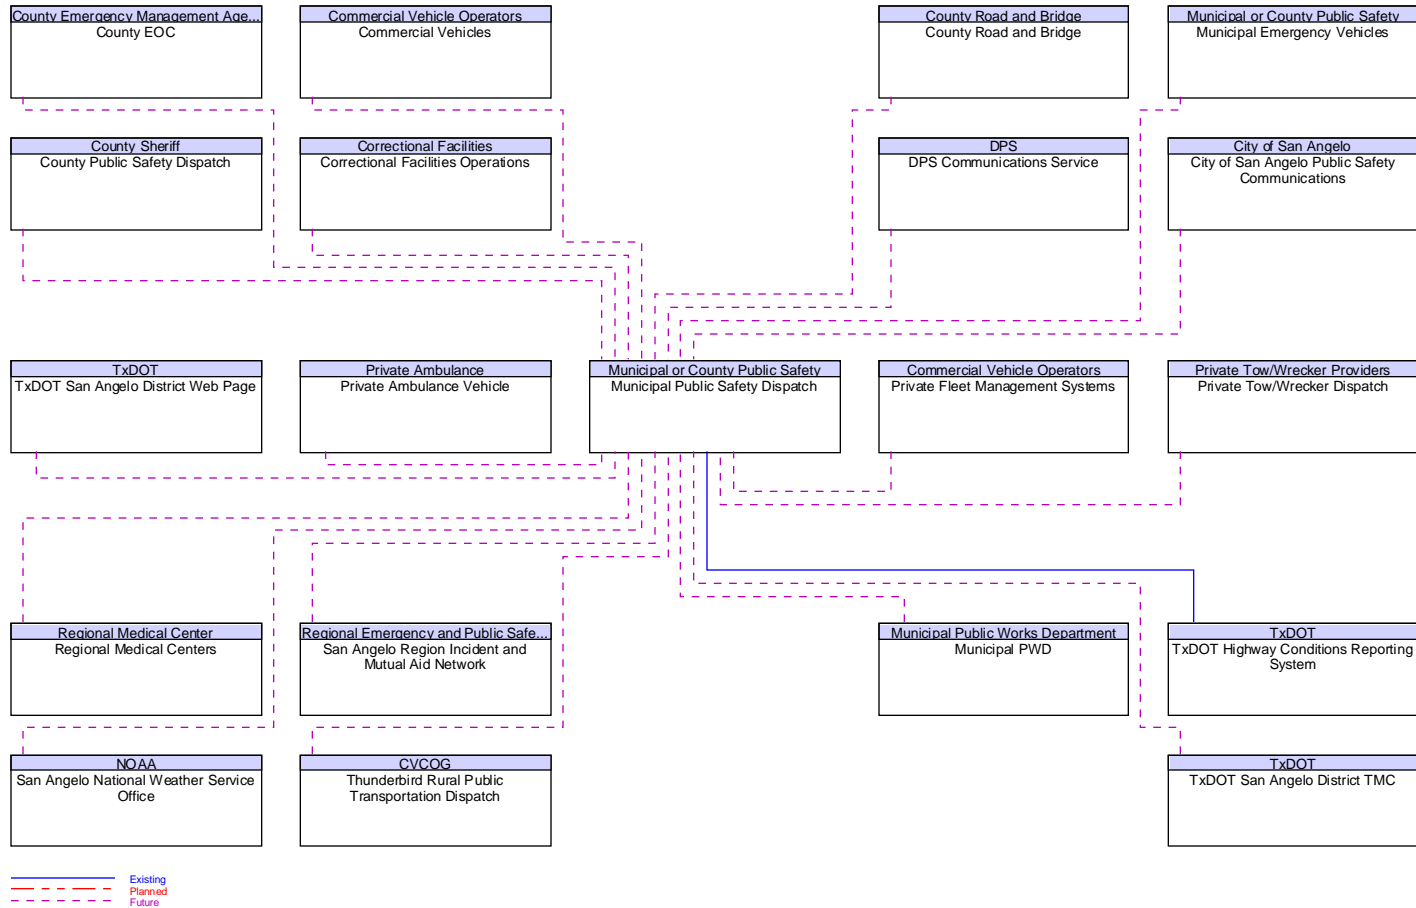 County Emergency Management Age...
County EOC
Commercial Vehicle Operators
Commercial Vehicles
County Road and Bridge
County Road and Bridge
Municipal or County Public Safety
Municipal Emergency Vehicles
County Sheriff
County Public Safety Dispatch
Correctional Facilities
Correctional Facilities Operations
DPS
DPS Communications Service
City of San Angelo
City of San Angelo Public Safety
Communications
TxDOT
TxDOT San Angelo District Web Page
Private Ambulance
Private Ambulance Vehicle
Municipal or County Public Safety
Municipal Public Safety Dispatch
Commercial Vehicle Operators
Private Fleet Management Systems
Private Tow/Wrecker Providers
Private Tow/Wrecker Dispatch
Regional Medical Center
Regional Medical Centers
Regional Emergency and Public Safe...
San Angelo Region Incident and
Mutual Aid Network
Municipal Public Works Department
Municipal PWD
TxDOT
TxDOT Highway Conditions Reporting
System
NOAA
San Angelo National Weather Service
Office
CVCOG
Thunderbird Rural Public
Transportation Dispatch
TxDOT
TxDOT San Angelo District TMC
Existing
Planned
Future